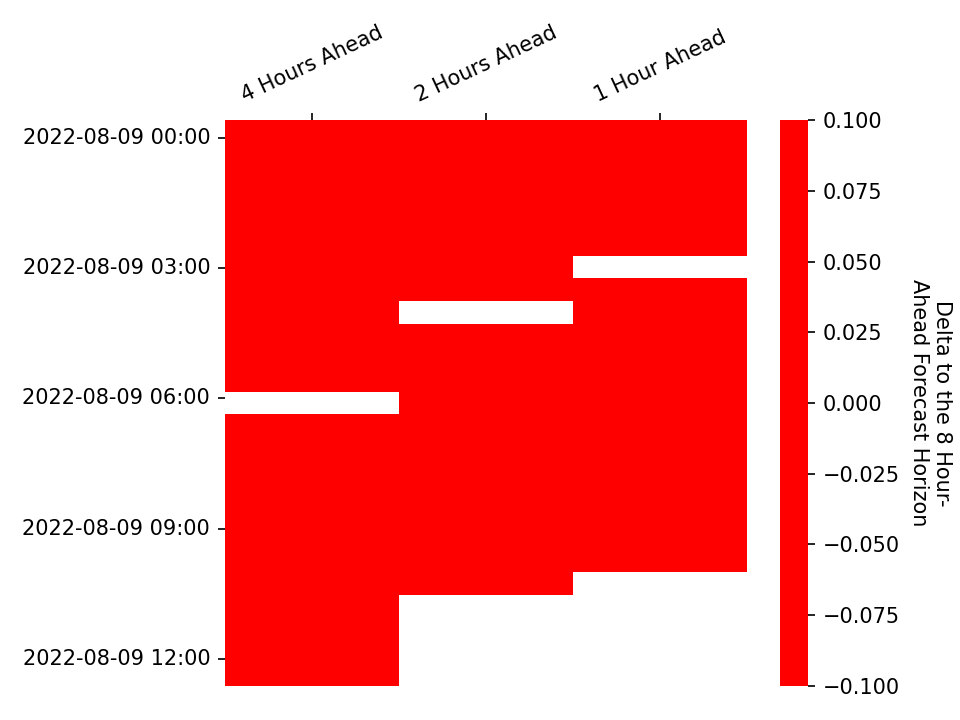 4 Hours Ahead
2 Hours Ahead
1 Hour Ahead
2022-08-09 00:00
2022-08-09 03:00
2022-08-09 06:00
2022-08-09 09:00
2022-08-09 12:00
0.100
0.075
0.050
0.025
0.000
−0.025
−0.050
−0.075
−0.100
Delta to the 8 Hour-
Ahead Forecast Horizon